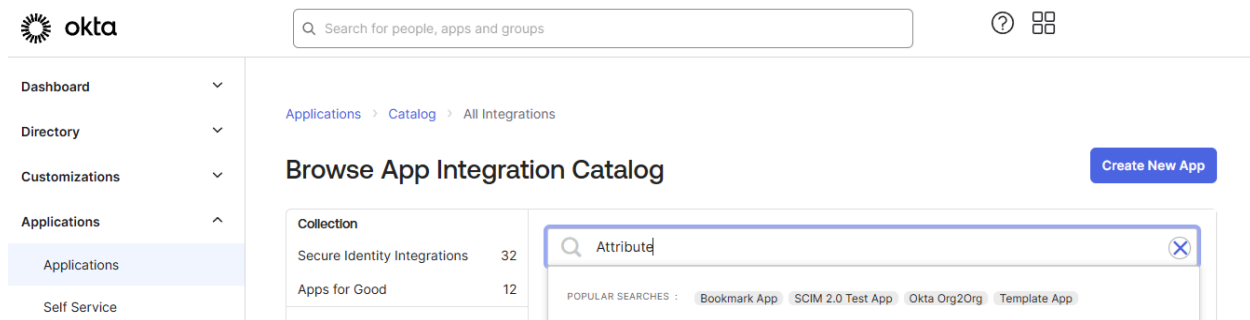 okta
Search for people, apps and groups
Dashboard
Directory
Customizations
Applications
Applications
Self Service
Applications > Catalog > All Integrations
Browse App Integration Catalog
Create New App
Collection
Secure Identity Integrations 32
Apps for Good 12
Attribute
POPULAR SEARCHES : Bookmark App SCIM 2.0 Test App Okta Org2Org Template App